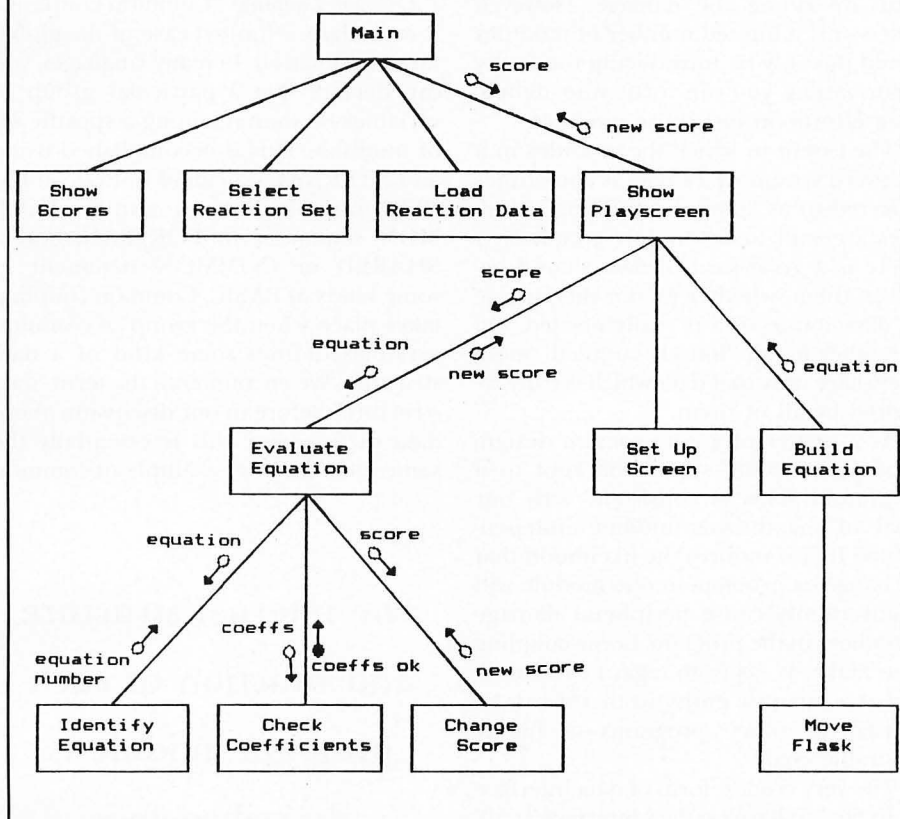 Main
score
new score
Show
Scores
Select
Reaction Set
Load
Reaction Data
Show
Playscreen
score
equation
new score
equation
Evaluate
Equation
Set Up
Screen
Build
Equation
equation
score
coeffs
equation
number
coeffs ok
new score
Identify
Equation
Check
Coefficients
Change
Score
Move
Flask